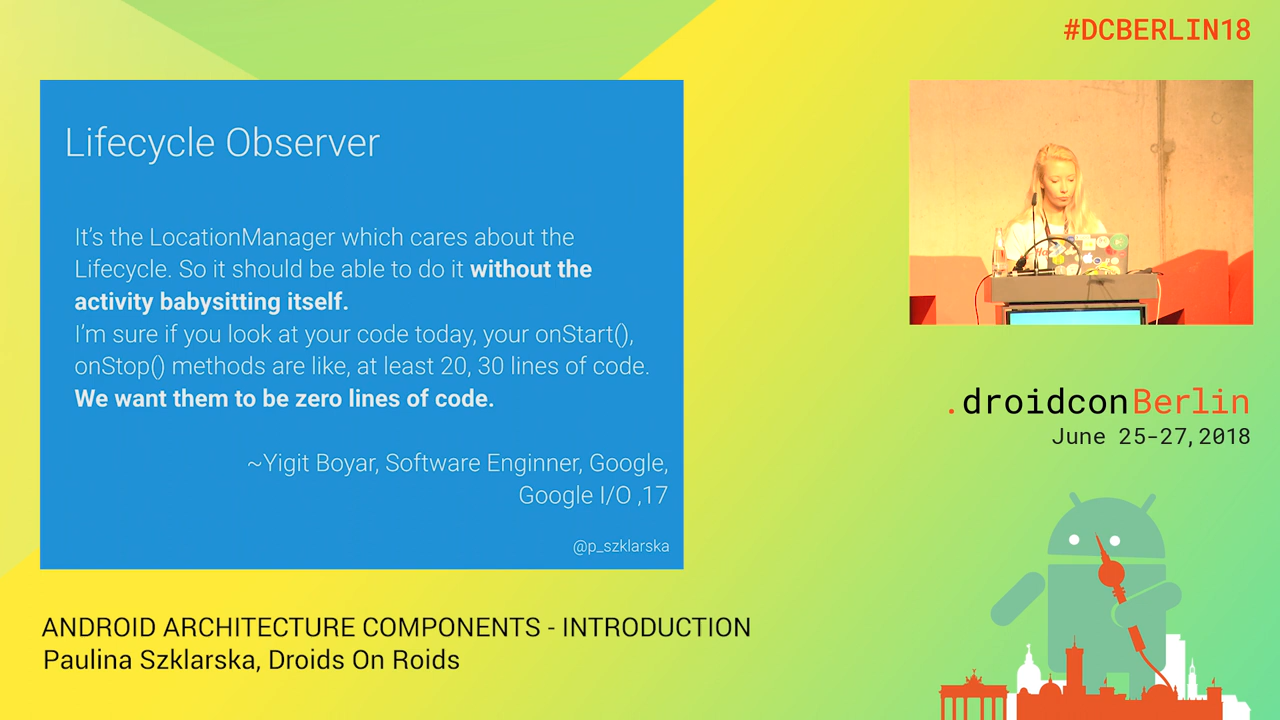 #DCBERLIN18
Lifecycle Observer
It's the LocationManager which cares about the
Lifecycle. So it should be able to do it without the
activity babysitting itself.
I'm sure if you look at your code today, your onStart(),
onStop() methods are like, at least 20, 30 lines of code.
We want them to be zero lines of code.
~Yigit Boyar, Software Enginner, Google,
Google I/O ,17
@p_szklarska
.droidconBerlin
June 25-27, 2018
ANDROID ARCHITECTURE COMPONENTS - INTRODUCTION
Paulina Szklarska, Droids On Roids